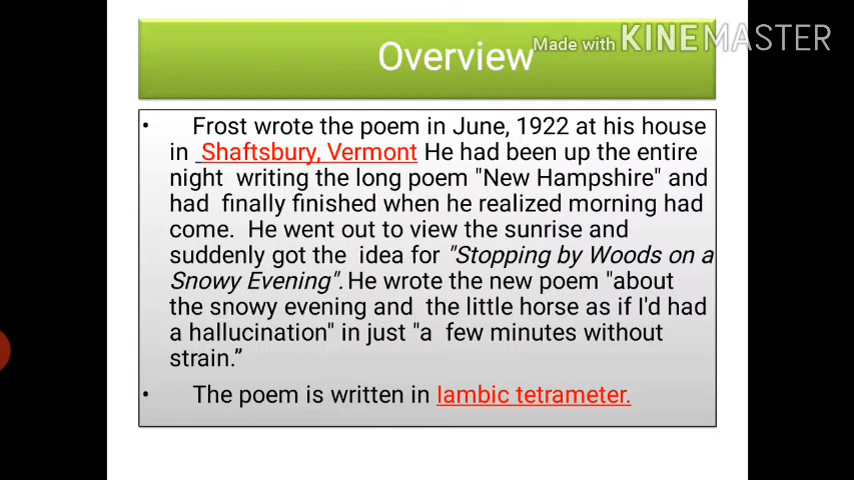 Overview
Made with KINEMASTER
• Frost wrote the poem in June, 1922 at his house
in Shaftsbury, Vermont He had been up the entire
night writing the long poem "New Hampshire" and
had finally finished when he realized morning had
come. He went out to view the sunrise and
suddenly got the idea for "Stopping by Woods on a
Snowy Evening". He wrote the new poem "about
the snowy evening and the little horse as if I'd had
a hallucination" in just "a few minutes without
strain.”
• The poem is written in Iambic tetrameter.